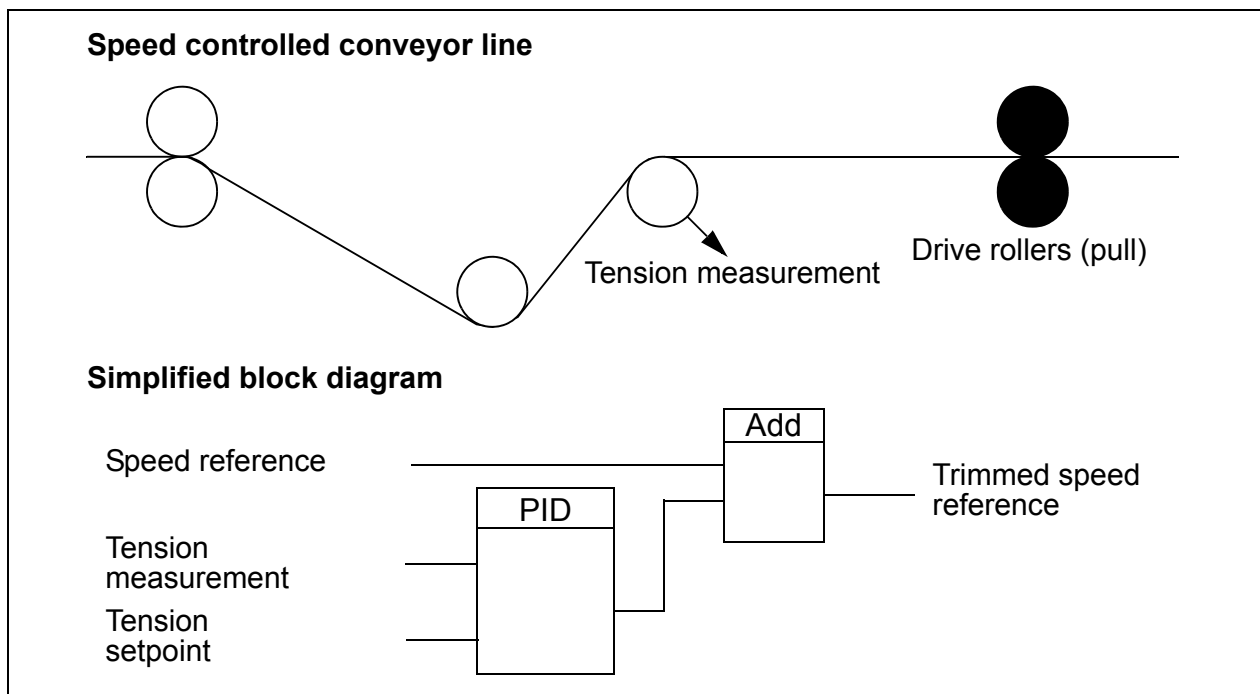 Speed controlled conveyor line
Tension measurement
Drive rollers (pull)
Simplified block diagram
Add
Speed reference
Trimmed speed
reference
PID
Tension
measurement
Tension
setpoint